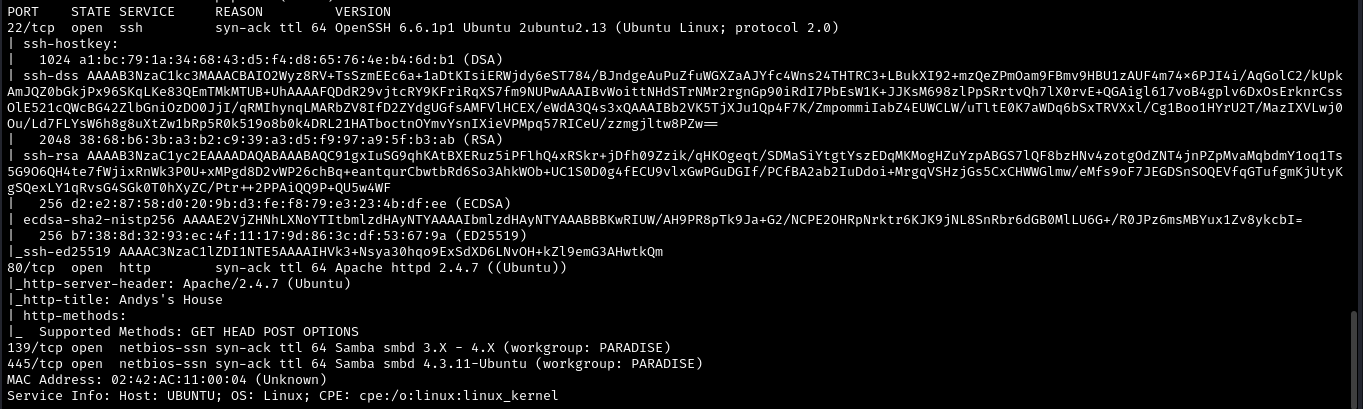 PORT    STATE SERVICE     REASON         VERSION
22/tcp  open  ssh         syn-ack ttl 64 OpenSSH 6.6.1p1 Ubuntu 2ubuntu2.13 (Ubuntu Linux; protocol 2.0)
| ssh-hostkey:
|   1024 a1:bc:79:1a:34:68:43:d5:f4:d8:65:76:4e:b4:6d:b1 (DSA)
| ssh-dss AAAAB3NzaC1kc3MAAACBAIO2Wyz8RV+TsSzmEEc6a+1aDtKIsiERWjdy6eST784/BJndgeAuPuZfuWGXZaAJYfc4Wns24THTRC3+LBukXI92+mzQeZPmOam9FBmv9HBU1zAUF4m74×6PJI4i/AqGolC2/kUpk
AmJQZ0bGkjPx96SKqLKe83QEmTMkMTUB+UhAAAAFQDdR29vjtcRY9KFriRqXS7fm9NUPwAAAIBvWoittNHdSTrNMr2rgnGp90iRdI7PbEsW1K+JJKsM698zlPpSRrtvQh7lX0rvE+QGAigl617voB4gplv6DxOsErknrCss
OlE521cQWcBG42ZlbGniOzDO0JjI/qRMIhynqLMARbZV8IfD2ZYdgUGfsAMFVlHCEX/eWdA3Q4s3xQAAAIBb2VK5TjXJu1Qp4F7K/ZmpommiIabZ4EUWCLW/uTltE0K7aWDq6bSxTRVXxl/Cg1Boo1HYrU2T/MazIXVLwj0
Ou/Ld7FLYsW6h8g8uXtZw1bRp5R0k519o8b0k4DRL21HATboctnOYmvYsnIXieVPMpq57RICeU/zzmgjltw8PZw==
|   2048 38:68:b6:3b:a3:b2:c9:39:a3:d5:f9:97:a9:5f:b3:ab (RSA)
| ssh-rsa AAAAB3NzaC1yc2EAAAADAQABAAABAQC91gxIuSG9qhKAtBXERuz5iPFlhQ4xRSkr+jDfh09Zzik/qHKOgeqt/SDMaSiYtgtYszEDqMKMogHZuYzpABGS7lQF8bzHNv4zotgOdZNT4jnPZpMvaMqbdmY1oq1Ts
5G9O6QH4te7fWjixRnWk3P0U+xMPgd8D2vWP26chBq+eantqurCbwtbRd6So3AhkWOb+UC1S0D0g4fECU9vlxGwPGuDGIf/PCfBA2ab2IuDdoi+MrgqVSHzjGs5CxCHWWGlmw/eMfs9oF7JEGDSnSOQEVfqGTufgmKjUtyK
gSQexLY1qRvsG4SGk0T0hXyZC/Ptr++2PPAiQQ9P+QU5w4WF
|   256 d2:e2:87:58:d0:20:9b:d3:fe:f8:79:e3:23:4b:df:ee (ECDSA)
| ecdsa-sha2-nistp256 AAAAE2VjZHNhLXNoYTItbmlzdHAyNTYAAAAIbmlzdHAyNTYAAABBBKwRIUW/AH9PR8pTk9Ja+G2/NCPE2OHRpNrktr6KJK9jNL8SnRbr6dGB0MlLU6G+/R0JPz6msMBYux1Zv8ykcbI=
|   256 b7:38:8d:32:93:ec:4f:11:17:9d:86:3c:df:53:67:9a (ED25519)
|_ssh-ed25519 AAAAC3NzaC1lZDI1NTE5AAAAIHVk3+Nsya30hqo9ExSdXD6LNvOH+kZl9emG3AHwtkQm
80/tcp  open  http        syn-ack ttl 64 Apache httpd 2.4.7 ((Ubuntu))
|_http-server-header: Apache/2.4.7 (Ubuntu)
|_http-title: Andys's House
| http-methods:
|_  Supported Methods: GET HEAD POST OPTIONS
139/tcp open  netbios-ssn syn-ack ttl 64 Samba smbd 3.X - 4.X (workgroup: PARADISE)
445/tcp open  netbios-ssn syn-ack ttl 64 Samba smbd 4.3.11-Ubuntu (workgroup: PARADISE)
MAC Address: 02:42:AC:11:00:04 (Unknown)
Service Info: Host: UBUNTU; OS: Linux; CPE: cpe:/o:linux:linux_kernel